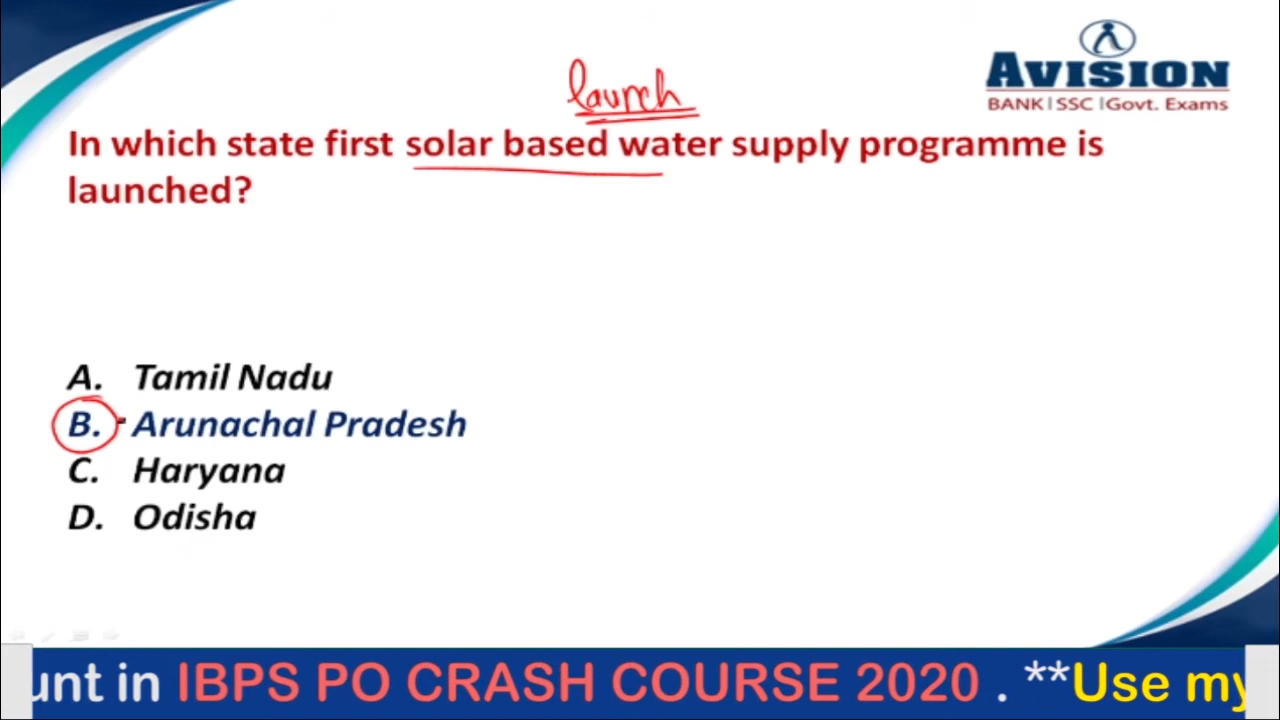 AVISION
BANK | SSC | Govt. Exams
launch
In which state first solar based water supply programme is
launched?
A. Tamil Nadu
B. Arunachal Pradesh
C. Haryana
D. Odisha
unt in IBPS PO CRASH COURSE 2020 . **Use my